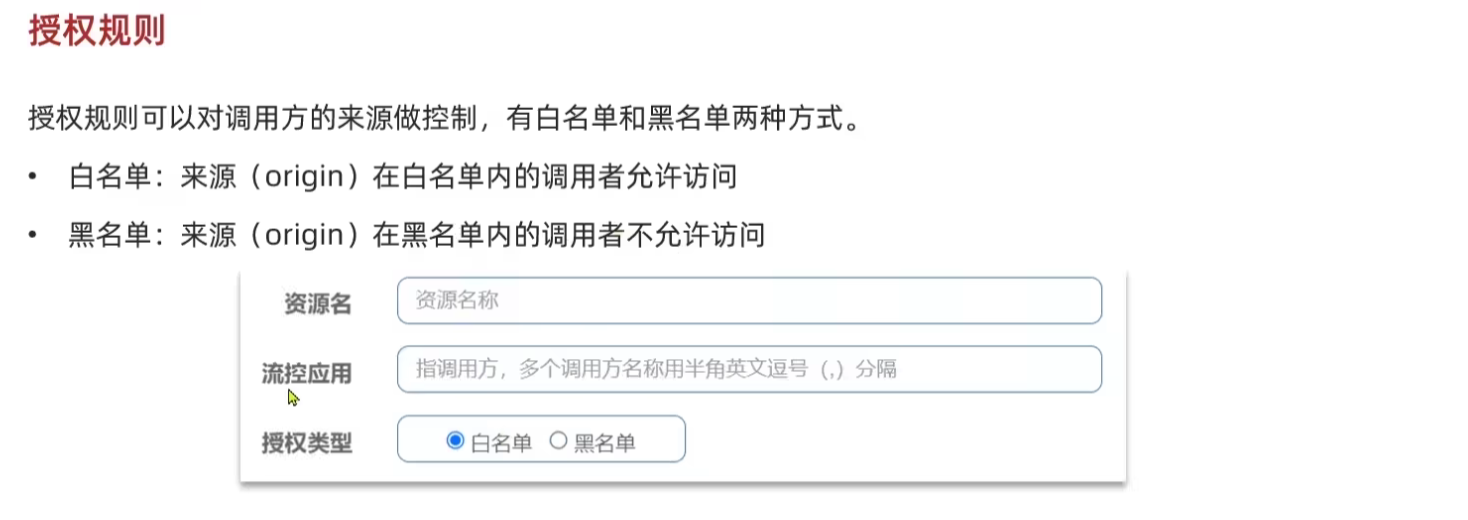 授权规则
授权规则可以对调用方的来源做控制，有白名单和黑名单两种方式。
• 白名单：来源（origin）在白名单内的调用者允许访问
• 黑名单：来源（origin）在黑名单内的调用者不允许访问
资源名 资源名称
流控应用 指调用方，多个调用方名称用半角英文逗号（,）分隔
授权类型 白名单 黑名单